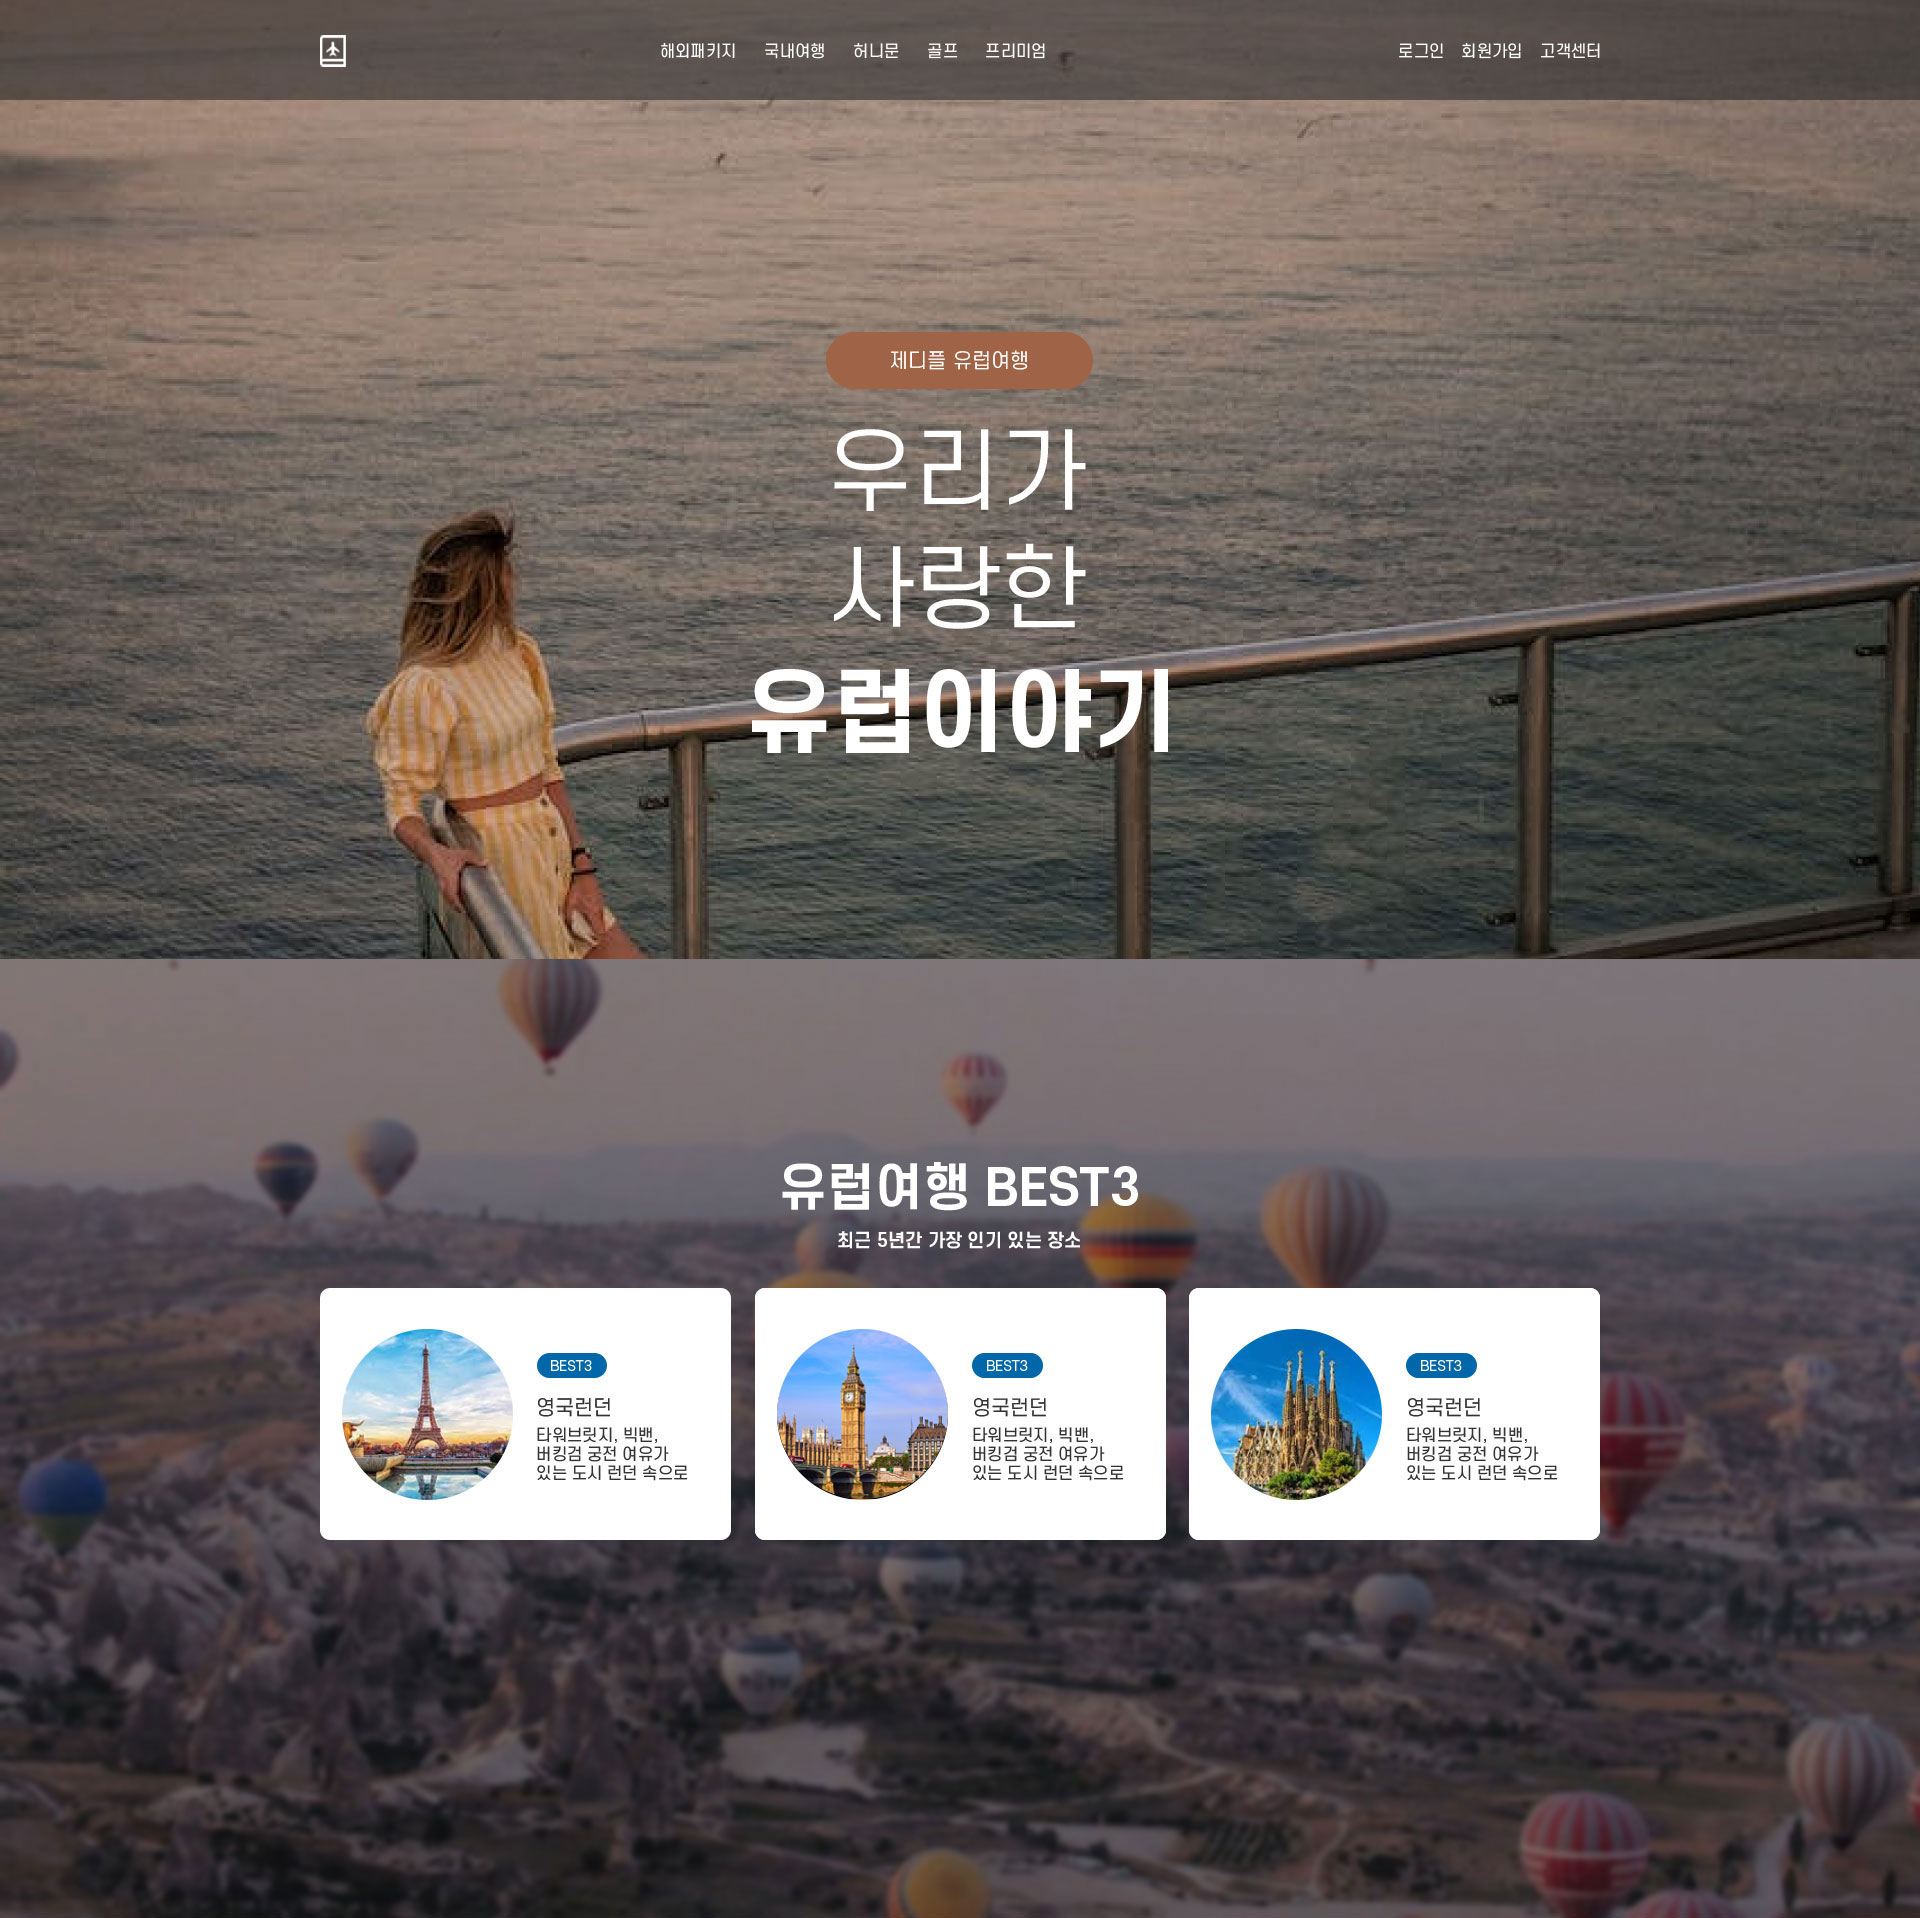 해외패키지 국내여행 허니문 골프 프리미엄 로그인 회원가입 고객센터
제디플 유럽여행
우리가
사랑한
유럽이야기
유럽여행 BEST3
최근 5년간 가장 인기 있는 장소
BEST3
영국런던
타워브릿지, 빅밴,
버킹검 궁전 여유가
있는 도시 런던 속으로
BEST3
영국런던
타워브릿지, 빅밴,
버킹검 궁전 여유가
있는 도시 런던 속으로
BEST3
영국런던
타워브릿지, 빅밴,
버킹검 궁전 여유가
있는 도시 런던 속으로